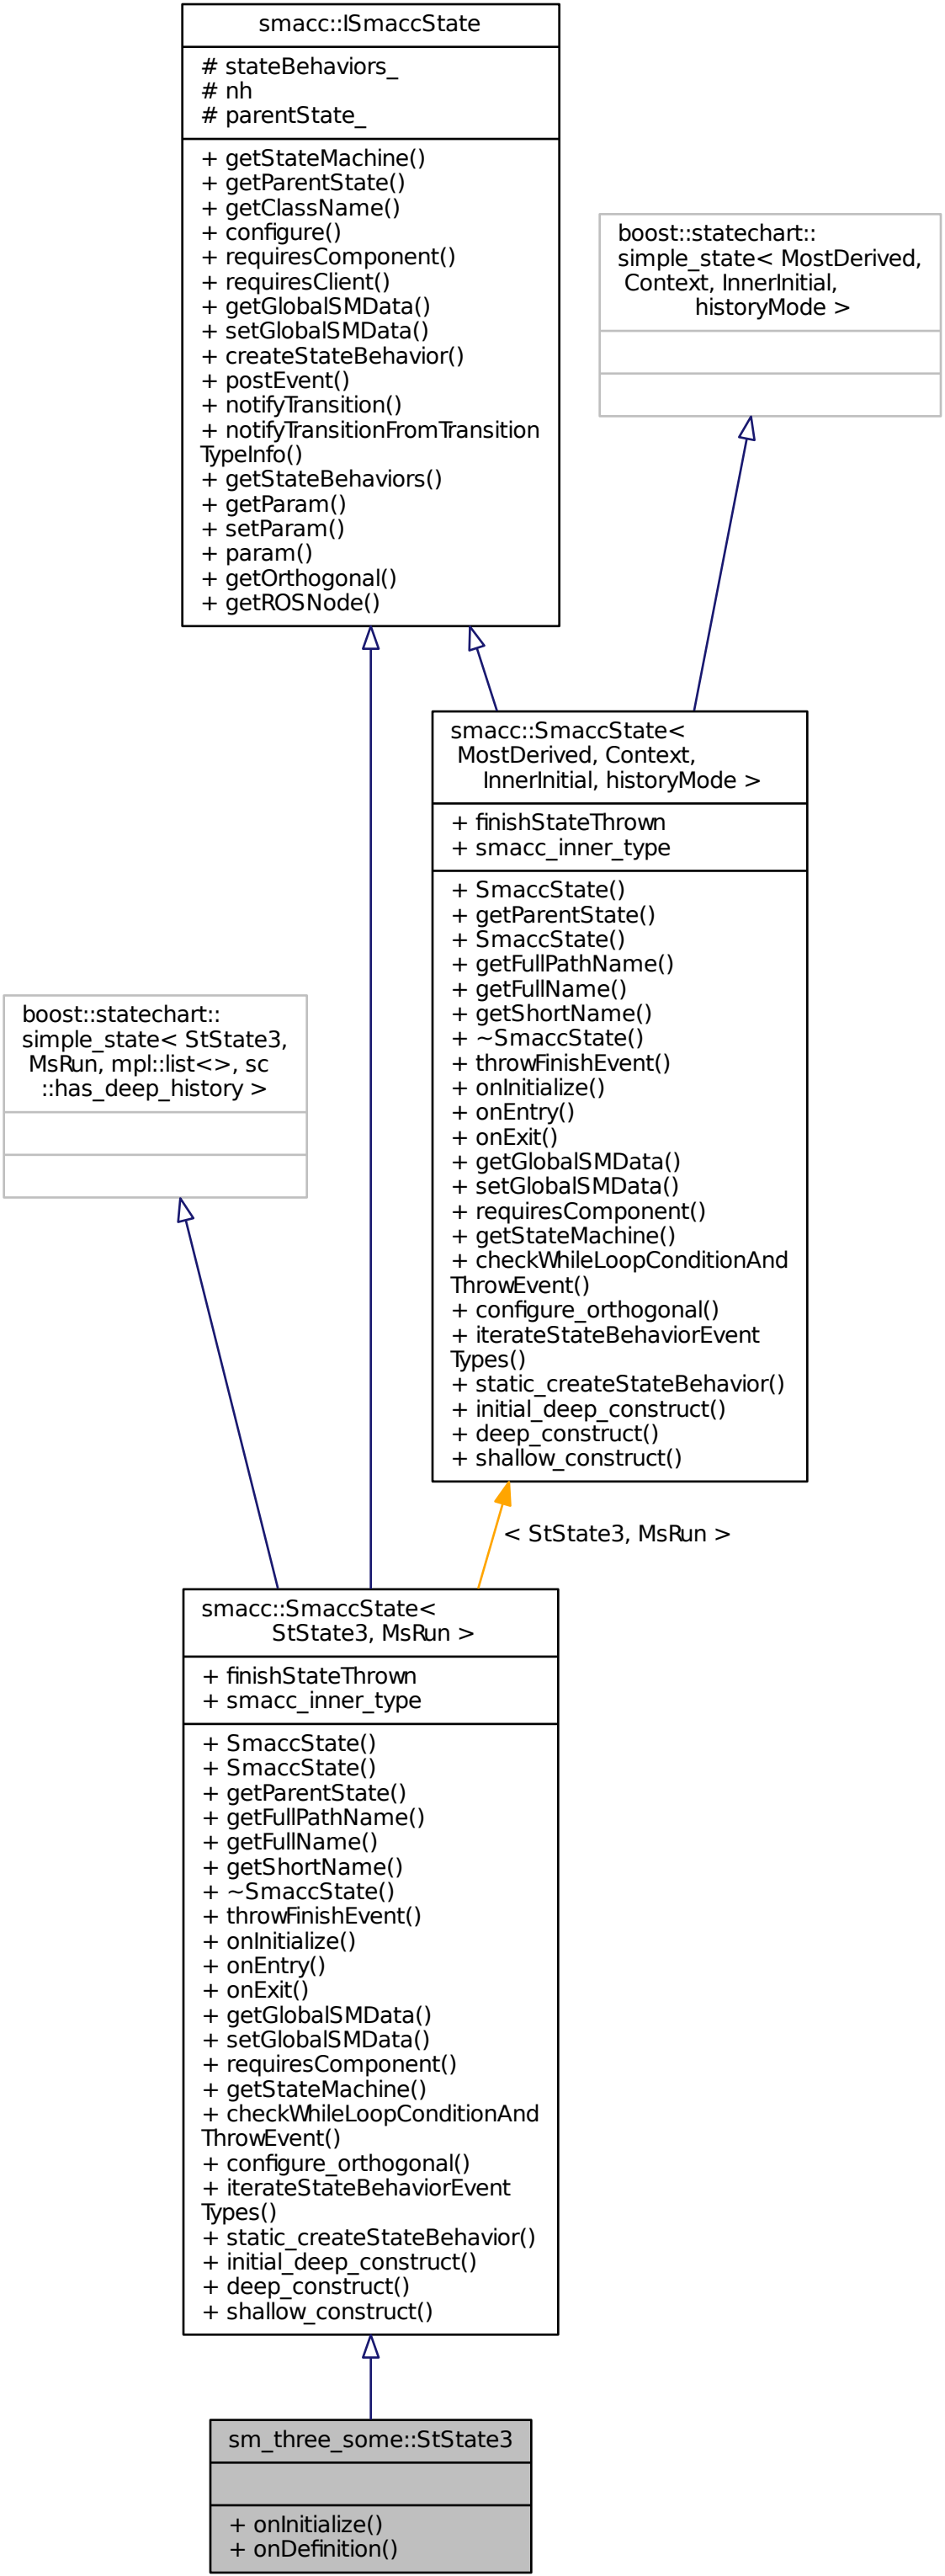 smacc::ISmaccState
# stateBehaviors_
# nh
# parentState_
+ getStateMachine()
+ getParentState()
+ getClassName()
+ configure()
+ requiresComponent()
+ requiresClient()
+ getGlobalSMData()
+ setGlobalSMData()
+ createStateBehavior()
+ postEvent()
+ notifyTransition()
+ notifyTransitionFromTransition
TypeInfo()
+ getStateBehaviors()
+ getParam()
+ setParam()
+ param()
+ getOrthogonal()
+ getROSNode()
boost::statechart::
simple_state< MostDerived,
Context, InnerInitial,
historyMode >
smacc::SmaccState<
MostDerived, Context,
InnerInitial, historyMode >
+ finishStateThrown
+ smacc_inner_type
+ SmaccState()
+ getParentState()
+ SmaccState()
+ getFullPathName()
+ getFullName()
+ getShortName()
+ ~SmaccState()
+ throwFinishEvent()
+ onInitialize()
+ onEntry()
+ onExit()
+ getGlobalSMData()
+ setGlobalSMData()
+ requiresComponent()
+ getStateMachine()
+ checkWhileLoopConditionAnd
ThrowEvent()
+ configure_orthogonal()
+ iterateStateBehaviorEvent
Types()
+ static_createStateBehavior()
+ initial_deep_construct()
+ deep_construct()
+ shallow_construct()
boost::statechart::
simple_state< StState3,
MsRun, mpl::list<>, sc
::has_deep_history >
< StState3, MsRun >
smacc::SmaccState<
StState3, MsRun >
+ finishStateThrown
+ smacc_inner_type
+ SmaccState()
+ SmaccState()
+ getParentState()
+ getFullPathName()
+ getFullName()
+ getShortName()
+ ~SmaccState()
+ throwFinishEvent()
+ onInitialize()
+ onEntry()
+ onExit()
+ getGlobalSMData()
+ setGlobalSMData()
+ requiresComponent()
+ getStateMachine()
+ checkWhileLoopConditionAnd
ThrowEvent()
+ configure_orthogonal()
+ iterateStateBehaviorEvent
Types()
+ static_createStateBehavior()
+ initial_deep_construct()
+ deep_construct()
+ shallow_construct()
sm_three_some::StState3
+ onInitialize()
+ onDefinition()